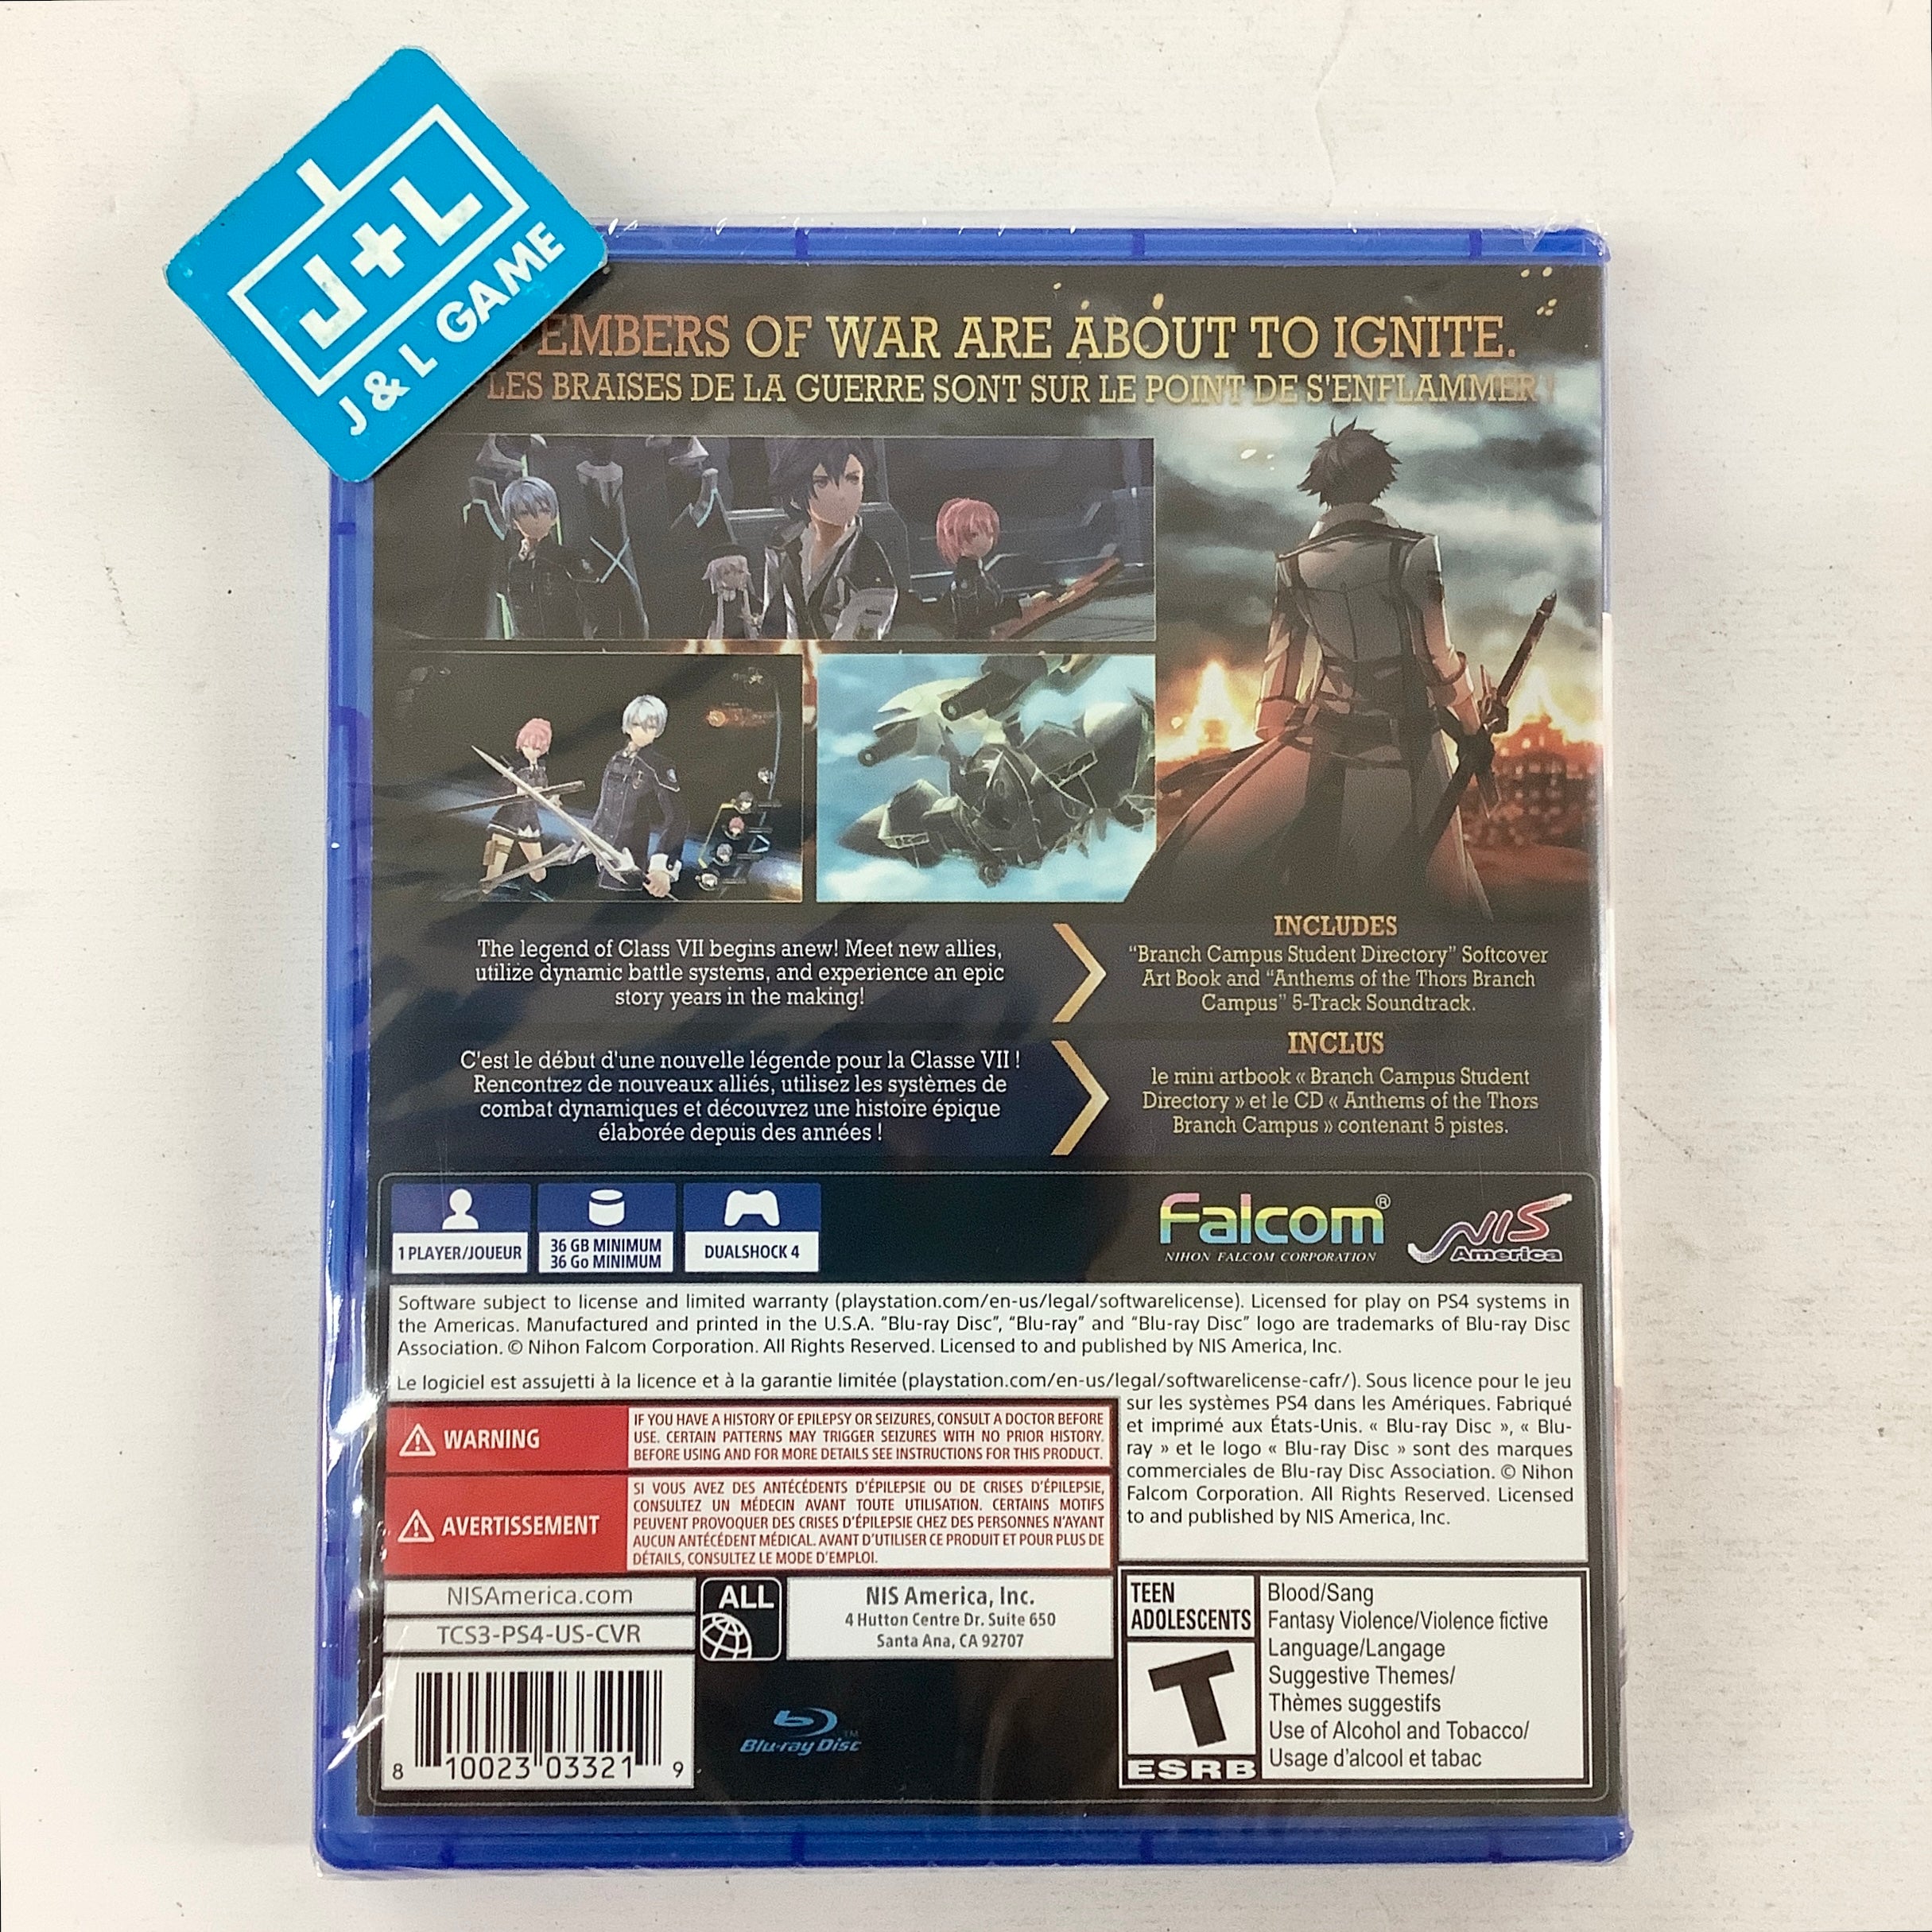 J+L
J & L GAME
EMBERS OF WAR ARE ABOUT TO IGNITE.
LES BRAISES DE LA GUERRE SONT SUR LE POINT DE S'ENFLAMMER !
The legend of Class VII begins anew! Meet new allies,
utilize dynamic battle systems, and experience an epic
story years in the making!
INCLUDES
“Branch Campus Student Directory” Softcover
Art Book and “Anthems of the Thors Branch
Campus” 5-Track Soundtrack.
C'est le début d'une nouvelle légende pour la Classe VII !
Rencontrez de nouveaux alliés, utilisez les systèmes de
combat dynamiques et découvrez une histoire épique
élaborée depuis des années !
INCLUS
le mini artbook « Branch Campus Student
Directory » et le CD « Anthems of the Thors
Branch Campus » contenant 5 pistes.
1 PLAYER/JOUEUR
36 GB MINIMUM
36 Go MINIMUM
DUALSHOCK 4
Falcom®
NIHON FALCOM CORPORATION
NIS
America
Software subject to license and limited warranty (playstation.com/en-us/legal/softwarelicense). Licensed for play on PS4 systems in
the Americas. Manufactured and printed in the U.S.A. “Blu-ray Disc”, “Blu-ray” and “Blu-ray Disc” logo are trademarks of Blu-ray Disc
Association. © Nihon Falcom Corporation. All Rights Reserved. Licensed to and published by NIS America, Inc.
Le logiciel est assujetti à la licence et à la garantie limitée (playstation.com/en-us/legal/softwarelicense-cafr/). Sous licence pour le jeu
sur les systèmes PS4 dans les Amériques. Fabriqué
et imprimé aux États-Unis. « Blu-ray Disc », « Blu-
ray » et le logo « Blu-ray Disc » sont des marques
commerciales de Blu-ray Disc Association. © Nihon
Falcom Corporation. All Rights Reserved. Licensed
to and published by NIS America, Inc.
WARNING
IF YOU HAVE A HISTORY OF EPILEPSY OR SEIZURES, CONSULT A DOCTOR BEFORE
USE. CERTAIN PATTERNS MAY TRIGGER SEIZURES WITH NO PRIOR HISTORY.
BEFORE USING AND FOR MORE DETAILS SEE INSTRUCTIONS FOR THIS PRODUCT.
AVERTISSEMENT
SI VOUS AVEZ DES ANTÉCÉDENTS D'ÉPILEPSIE OU DE CRISES D'ÉPILEPSIE,
CONSULTEZ UN MÉDECIN AVANT TOUTE UTILISATION. CERTAINS MOTIFS
PEUVENT PROVOQUER DES CRISES D'ÉPILEPSIE CHEZ DES PERSONNES N'AYANT
AUCUN ANTÉCÉDENT MÉDICAL. AVANT D'UTILISER CE PRODUIT ET POUR PLUS DE
DÉTAILS, CONSULTEZ LE MODE D'EMPLOI.
NISAmerica.com
TCS3-PS4-US-CVR
ALL
NIS America, Inc.
4 Hutton Centre Dr. Suite 650
Santa Ana, CA 92707
8 10023 03321 9
Blu-ray Disc™
TEEN
ADOLESCENTS
T
ESRB
Blood/Sang
Fantasy Violence/Violence fictive
Language/Langage
Suggestive Themes/
Thèmes suggestifs
Use of Alcohol and Tobacco/
Usage d'alcool et tabac